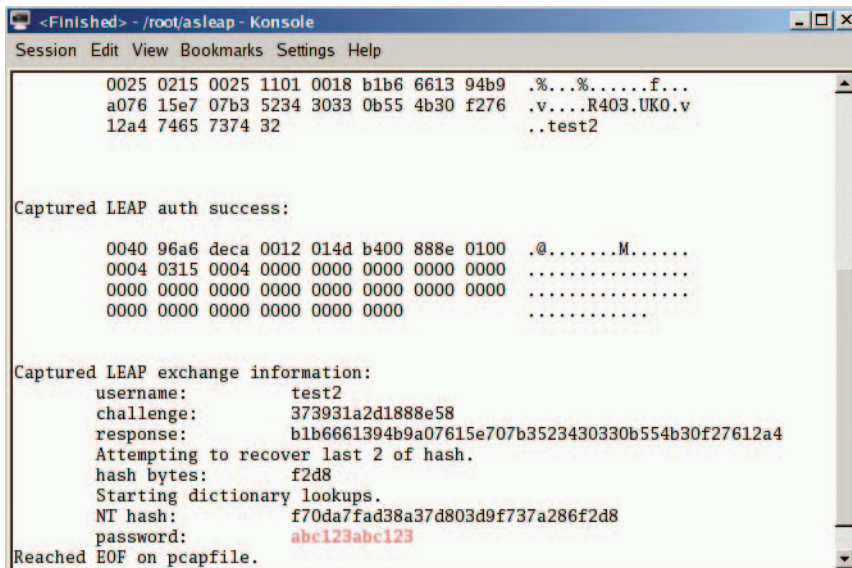 <Finished> - /root/asleap - Konsole
Session Edit View Bookmarks Settings Help
0025 0215 0025 1101 0018 b1b6 6613 94b9 .%...%......f...
a076 15e7 07b3 5234 3033 0b55 4b30 f276 .v....R403.UK0.v
12a4 7465 7374 32 ..test2
Captured LEAP auth success:
0040 96a6 deca 0012 014d b400 888e 0100 .@.......M......
0004 0315 0004 0000 0000 0000 0000 0000 ................
0000 0000 0000 0000 0000 0000 0000 0000 ................
0000 0000 0000 0000 0000 0000 ............
Captured LEAP exchange information:
username: test2
challenge: 373931a2d1888e58
response: b1b6661394b9a07615e707b3523430330b554b30f27612a4
Attempting to recover last 2 of hash.
hash bytes: f2d8
Starting dictionary lookups.
NT hash: f70da7fad38a37d803d9f737a286f2d8
password: abc123abc123
Reached EOF on pcapfile.